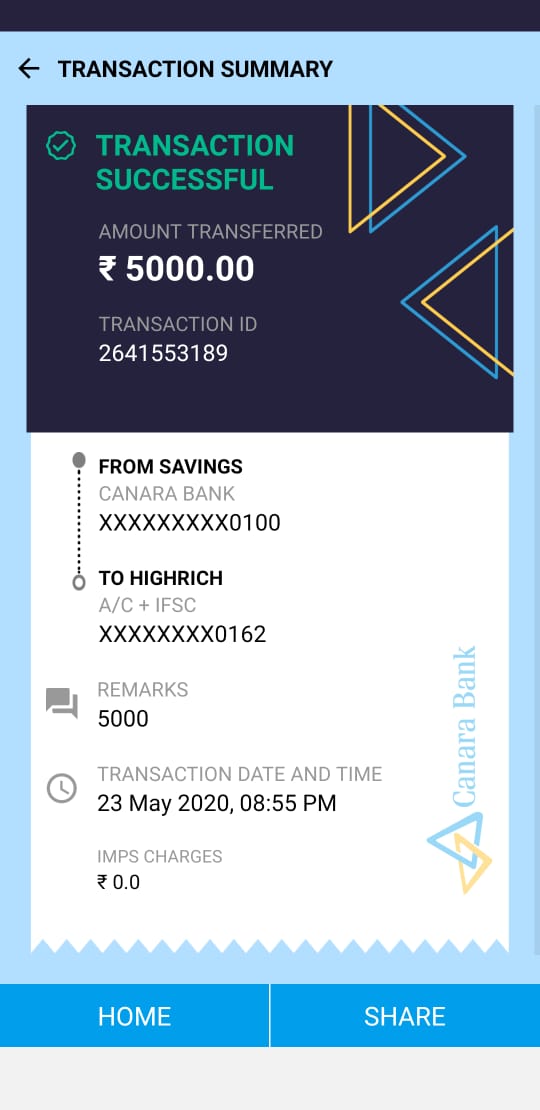 TRANSACTION SUMMARY
TRANSACTION
SUCCESSFUL
AMOUNT TRANSFERRED
₹ 5000.00
TRANSACTION ID
2641553189
FROM SAVINGS
CANARA BANK
XXXXXXXXX0100
TO HIGHRICH
A/C + IFSC
XXXXXXXX0162
REMARKS
5000
TRANSACTION DATE AND TIME
23 May 2020, 08:55 PM
IMPS CHARGES
₹ 0.0
Canara Bank
HOME
SHARE